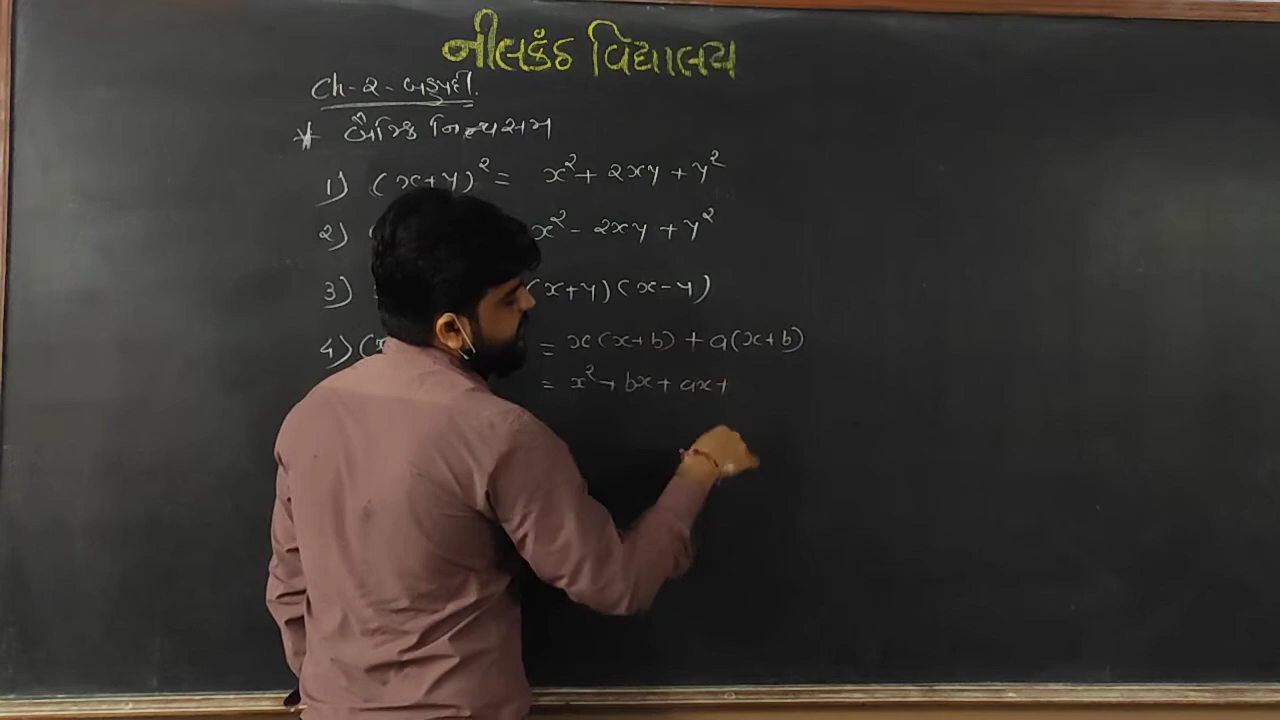 નીલકંઠ વિદ્યાલય
Ch-2-બહુપદી.
* બૈજિક નિત્યસમ
1) (x+y)² = x²+ 2xy + y²
2) ( x² - 2xy + y²
3) (x+y)(x-y)
4) (x = x(x+b) + a(x+b)
= x² + bx + ax +